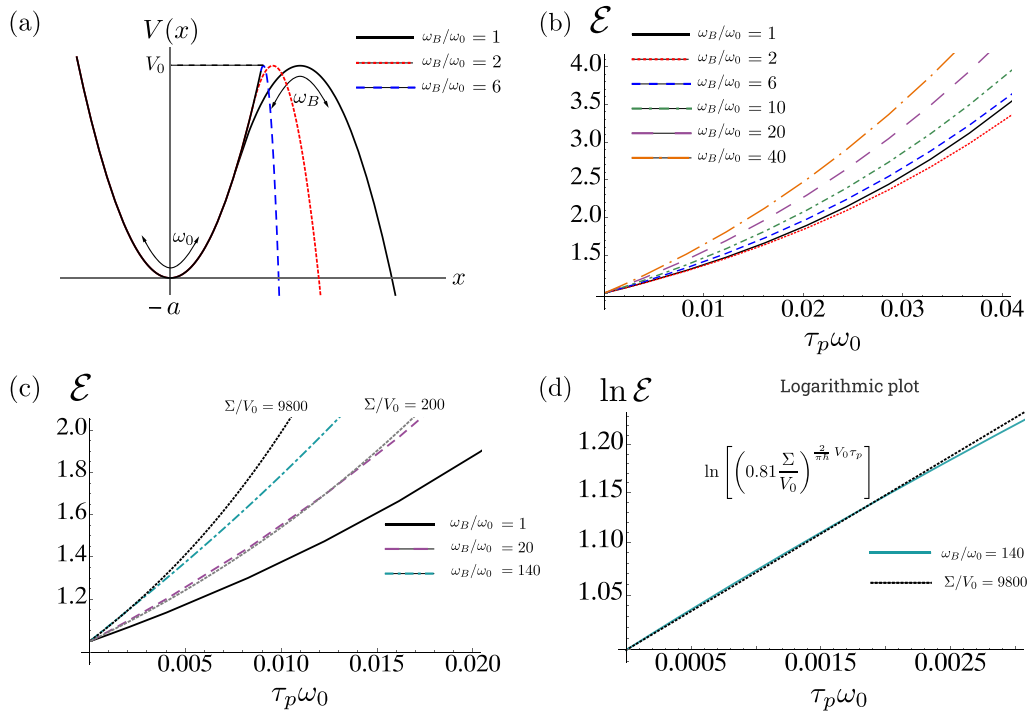 (a)
V(x)
V₀
ω_B/ω₀ = 1
ω_B/ω₀ = 2
ω_B/ω₀ = 6
ω_B
ω₀
x
−a
(b)
ℰ
ω_B/ω₀ = 1
ω_B/ω₀ = 2
ω_B/ω₀ = 6
ω_B/ω₀ = 10
ω_B/ω₀ = 20
ω_B/ω₀ = 40
4.0
3.5
3.0
2.5
2.0
1.5
0.01 0.02 0.03 0.04
τ_pω₀
(c)
ℰ
Σ/V₀ = 9800
Σ/V₀ = 200
2.0
1.8
1.6
1.4
1.2
ω_B/ω₀ = 1
ω_B/ω₀ = 20
ω_B/ω₀ = 140
0.005 0.010 0.015 0.020
τ_pω₀
(d)
ln ℰ
Logarithmic plot
1.20
1.15
1.10
1.05
ln [(0.81 Σ/V₀)^{2/(πħ) V₀τ_p}]
ω_B/ω₀ = 140
Σ/V₀ = 9800
0.0005 0.0015 0.0025
τ_pω₀